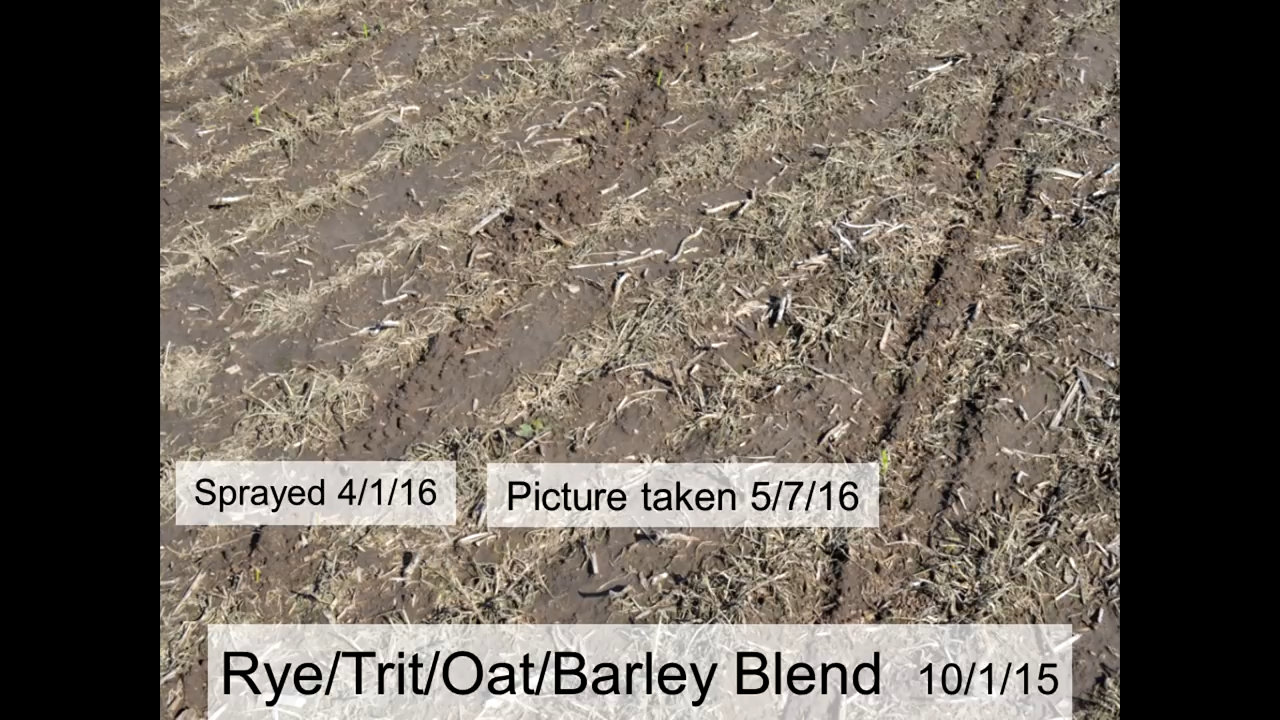 Sprayed 4/1/16
Picture taken 5/7/16
Rye/Trit/Oat/Barley Blend 10/1/15